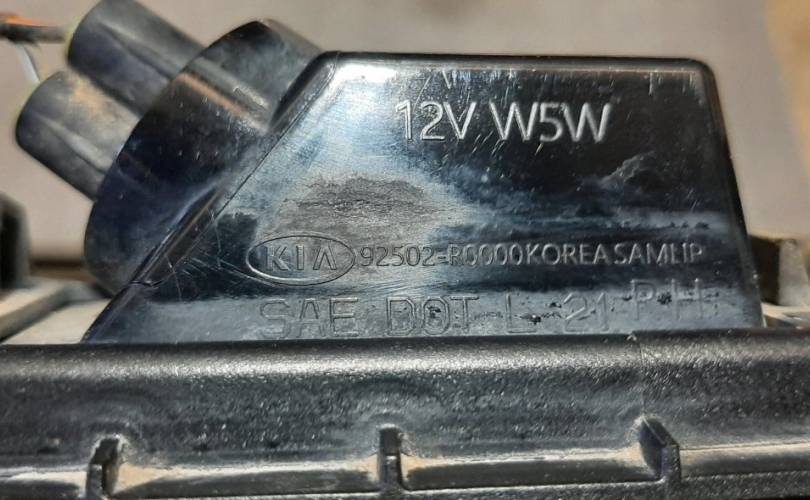 12V W5W
KIA 92502-R0000 KOREA SAMLIP
SAE DOT L 21 P H